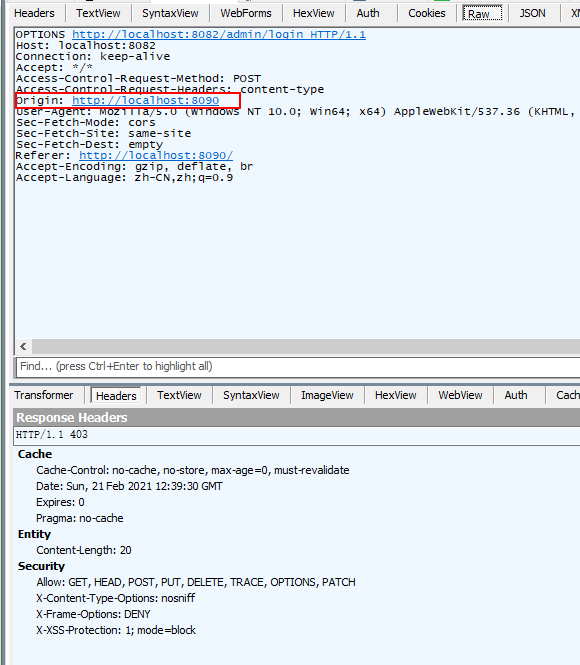 Headers TextView SyntaxView WebForms HexView Auth Cookies Raw JSON XM
OPTIONS http://localhost:8082/admin/login HTTP/1.1
Host: localhost:8082
Connection: keep-alive
Accept: */*
Access-Control-Request-Method: POST
Access-Control-Request-Headers: content-type
Origin: http://localhost:8090
User-Agent: Mozilla/5.0 (Windows NT 10.0; Win64; x64) AppleWebKit/537.36 (KHTML,
Sec-Fetch-Mode: cors
Sec-Fetch-Site: same-site
Sec-Fetch-Dest: empty
Referer: http://localhost:8090/
Accept-Encoding: gzip, deflate, br
Accept-Language: zh-CN,zh;q=0.9
Find... (press Ctrl+Enter to highlight all)
Transformer Headers TextView SyntaxView ImageView HexView WebView Auth Cach
Response Headers
HTTP/1.1 403
Cache
Cache-Control: no-cache, no-store, max-age=0, must-revalidate
Date: Sun, 21 Feb 2021 12:39:30 GMT
Expires: 0
Pragma: no-cache
Entity
Content-Length: 20
Security
Allow: GET, HEAD, POST, PUT, DELETE, TRACE, OPTIONS, PATCH
X-Content-Type-Options: nosniff
X-Frame-Options: DENY
X-XSS-Protection: 1; mode=block